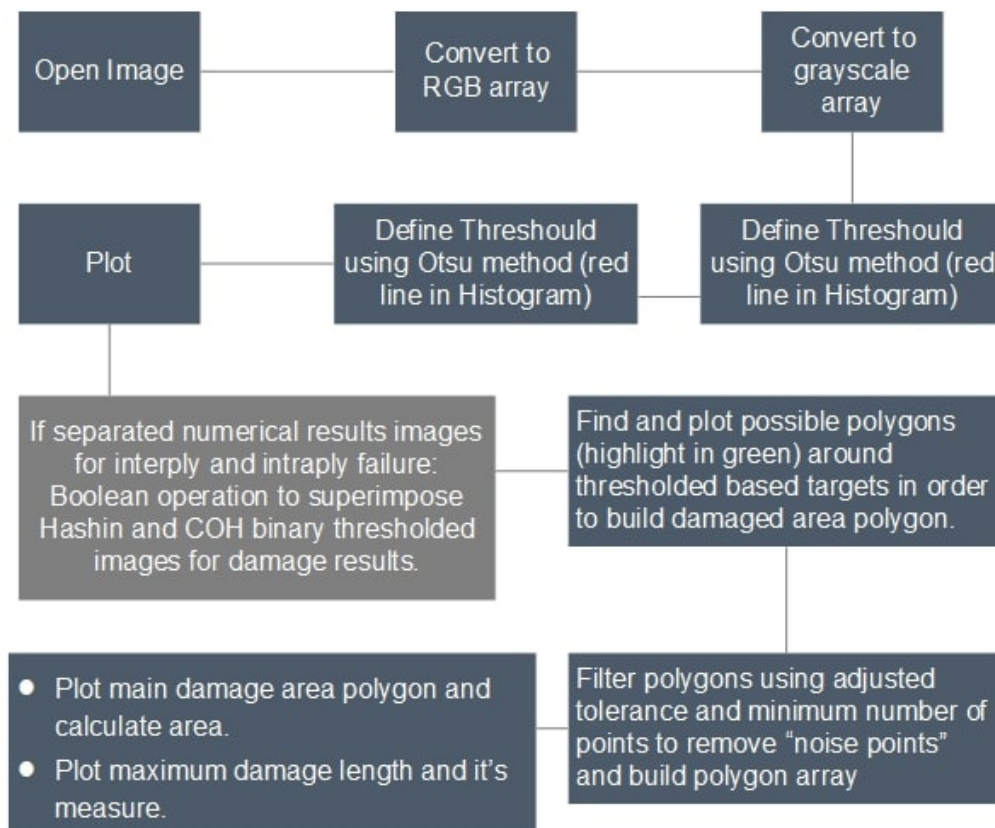 Open Image
Convert to
RGB array
Convert to
grayscale
array
Define Threshould
using Otsu method (red
line in Histogram)
Define Threshould
using Otsu method (red
line in Histogram)
Plot
If separated numerical results images
for interply and intraply failure:
Boolean operation to superimpose
Hashin and COH binary thresholded
images for damage results.
Find and plot possible polygons
(highlight in green) around
thresholded based targets in order
to build damaged area polygon.
Filter polygons using adjusted
tolerance and minimum number of
points to remove “noise points”
and build polygon array
● Plot main damage area polygon and
calculate area.
● Plot maximum damage length and it’s
measure.